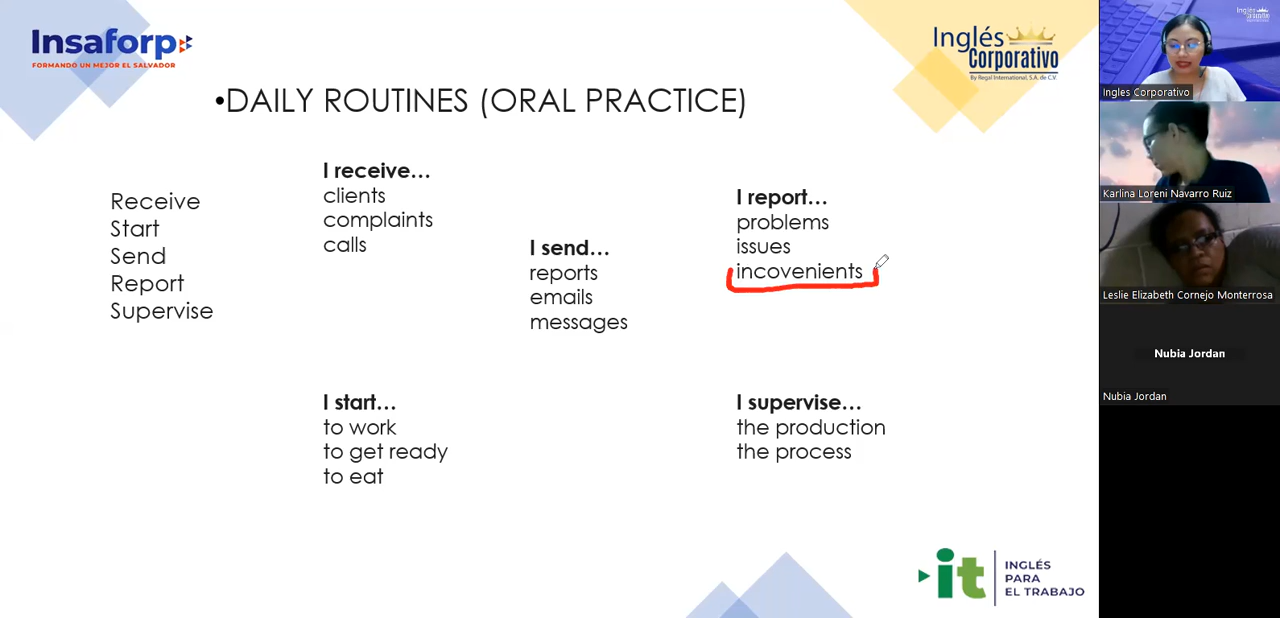 Insaforp
FORMANDO UN MEJOR EL SALVADOR
Inglés
Corporativo
By Regal International, S.A. de C.V.
•DAILY ROUTINES (ORAL PRACTICE)
Receive
Start
Send
Report
Supervise
I receive…
clients
complaints
calls
I send…
reports
emails
messages
I report…
problems
issues
incovenients
I start…
to work
to get ready
to eat
I supervise…
the production
the process
it
INGLÉS
PARA
EL TRABAJO
Ingles Corporativo
Karlina Loreni Navarro Ruiz
Leslie Elizabeth Cornejo Monterrosa
Nubia Jordan
Nubia Jordan